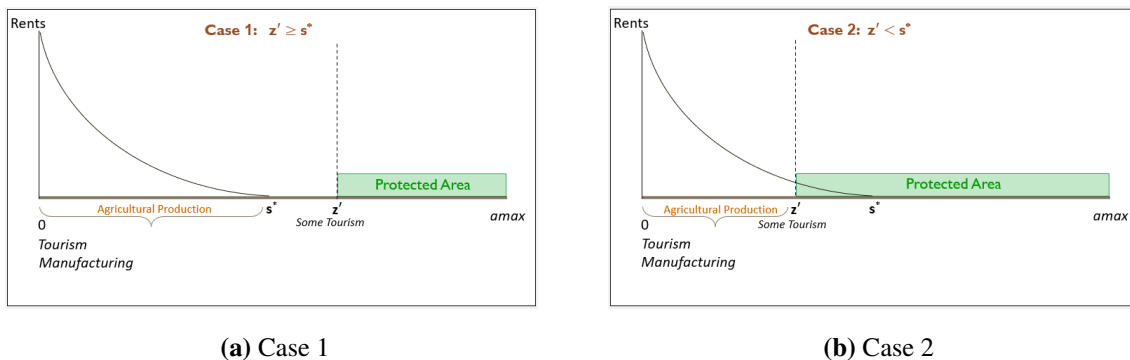 Rents
Case 1: z′ ≥ s*
Protected Area
Agricultural Production
s*
z′
amax
0
Some Tourism
Tourism
Manufacturing
(a) Case 1
Rents
Case 2: z′ < s*
Protected Area
Agricultural Production
z′
s*
amax
0
Some Tourism
Tourism
Manufacturing
(b) Case 2